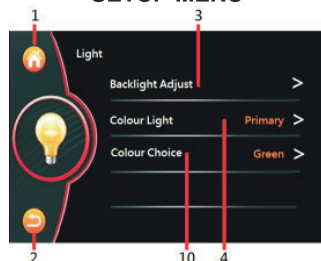 SETUP MENU
1 3
Light
Backlight Adjust >
Colour Light Primary >
Colour Choice Green >
2 10 4